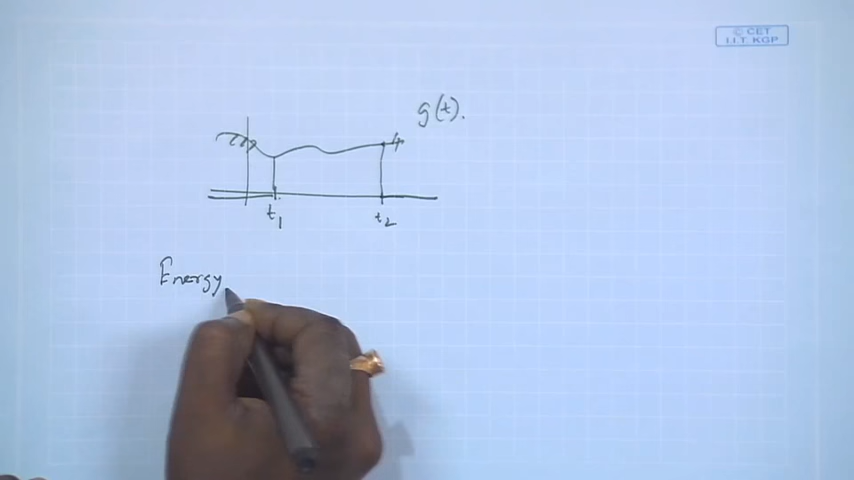 © CET
I.I.T. KGP
g(t).
t1
t2
Energy